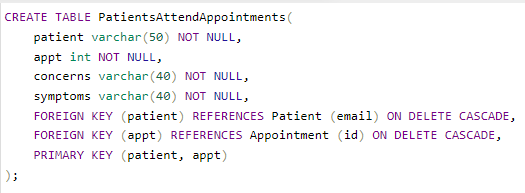 CREATE TABLE PatientsAttendAppointments(
patient varchar(50) NOT NULL,
appt int NOT NULL,
concerns varchar(40) NOT NULL,
symptoms varchar(40) NOT NULL,
FOREIGN KEY (patient) REFERENCES Patient (email) ON DELETE CASCADE,
FOREIGN KEY (appt) REFERENCES Appointment (id) ON DELETE CASCADE,
PRIMARY KEY (patient, appt)
);